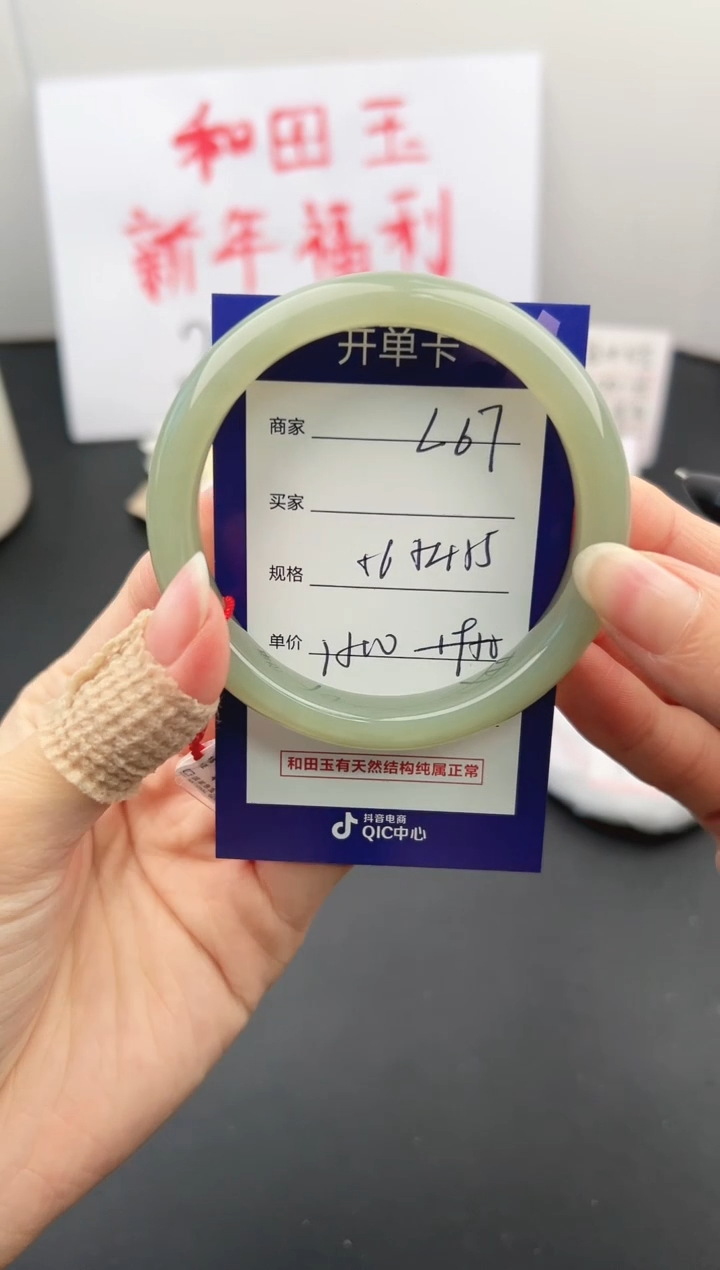 和田玉
新年福利
开单卡
商家 L67
买家
规格
单价
和田玉有天然结构纯属正常
抖音电商
QIC中心